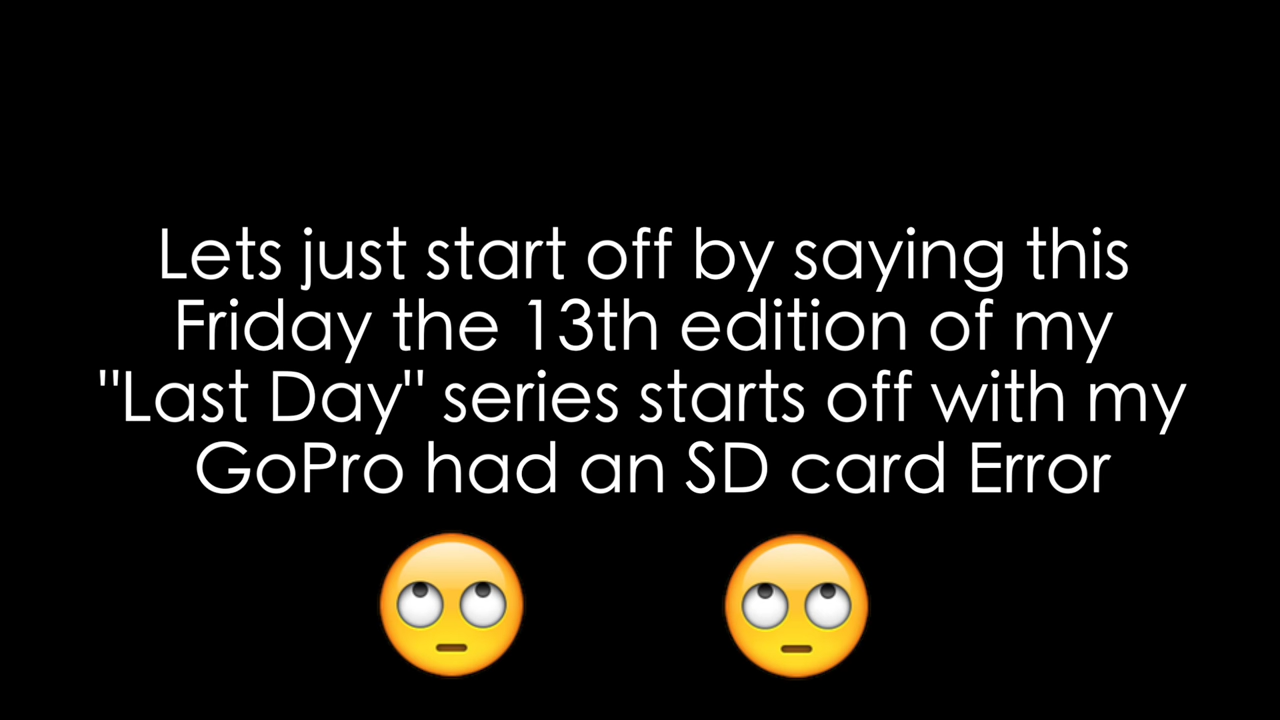 Lets just start off by saying this
Friday the 13th edition of my
"Last Day" series starts off with my
GoPro had an SD card Error